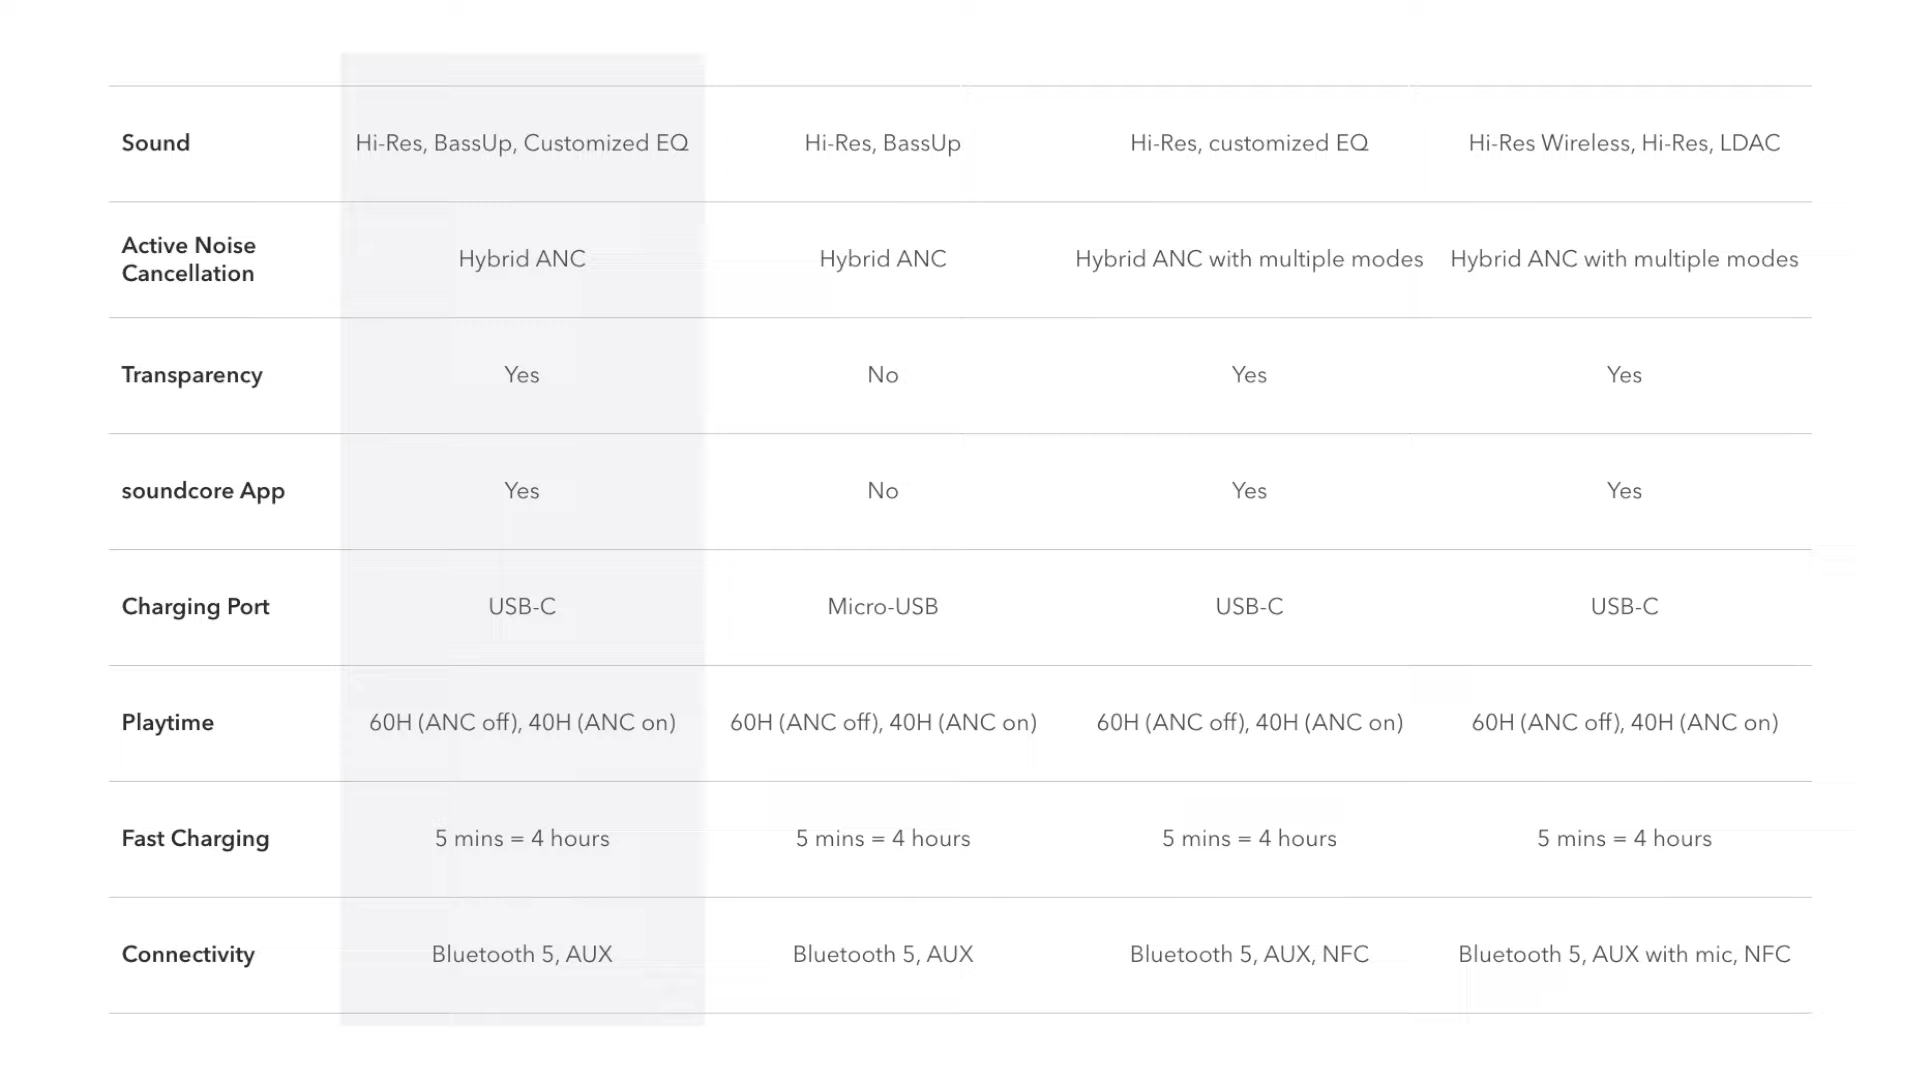 Sound Hi-Res, BassUp, Customized EQ Hi-Res, BassUp Hi-Res, customized EQ Hi-Res Wireless, Hi-Res, LDAC
Active Noise
Cancellation Hybrid ANC Hybrid ANC Hybrid ANC with multiple modes Hybrid ANC with multiple modes
Transparency Yes No Yes Yes
soundcore App Yes No Yes Yes
Charging Port USB-C Micro-USB USB-C USB-C
Playtime 60H (ANC off), 40H (ANC on) 60H (ANC off), 40H (ANC on) 60H (ANC off), 40H (ANC on) 60H (ANC off), 40H (ANC on)
Fast Charging 5 mins = 4 hours 5 mins = 4 hours 5 mins = 4 hours 5 mins = 4 hours
Connectivity Bluetooth 5, AUX Bluetooth 5, AUX Bluetooth 5, AUX, NFC Bluetooth 5, AUX with mic, NFC